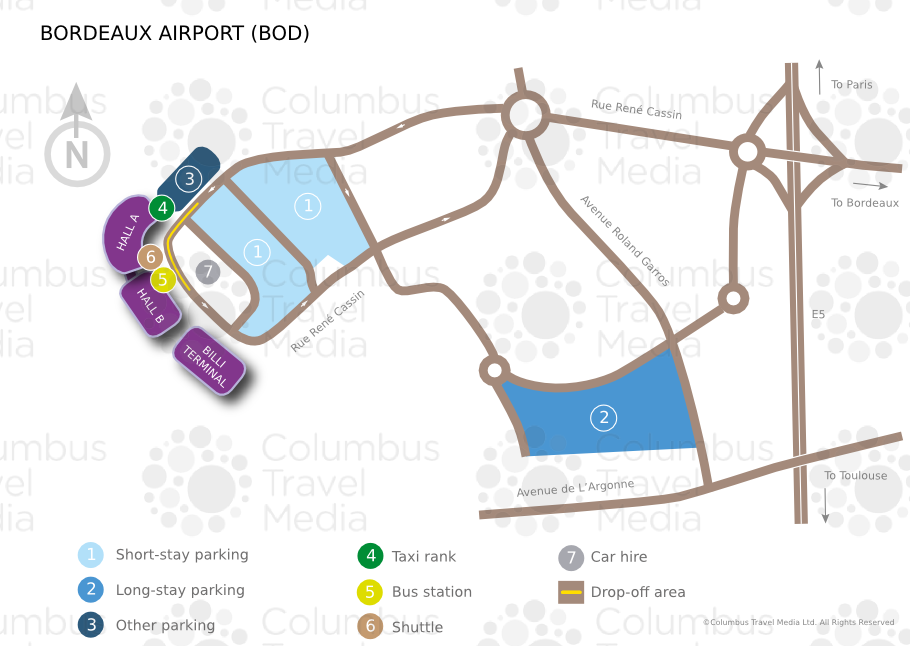 BORDEAUX AIRPORT (BOD)
To Paris
Rue René Cassin
N
To Bordeaux
3
4
1
HALL A
1
6
7
5
HALL B
Avenue Roland Garros
E5
Rue René Cassin
BILLI
TERMINAL
2
To Toulouse
Avenue de L'Argonne
1 Short-stay parking
2 Long-stay parking
3 Other parking
4 Taxi rank
5 Bus station
6 Shuttle
7 Car hire
Drop-off area
©Columbus Travel Media Ltd. All Rights Reserved
Columbus
Travel
Media